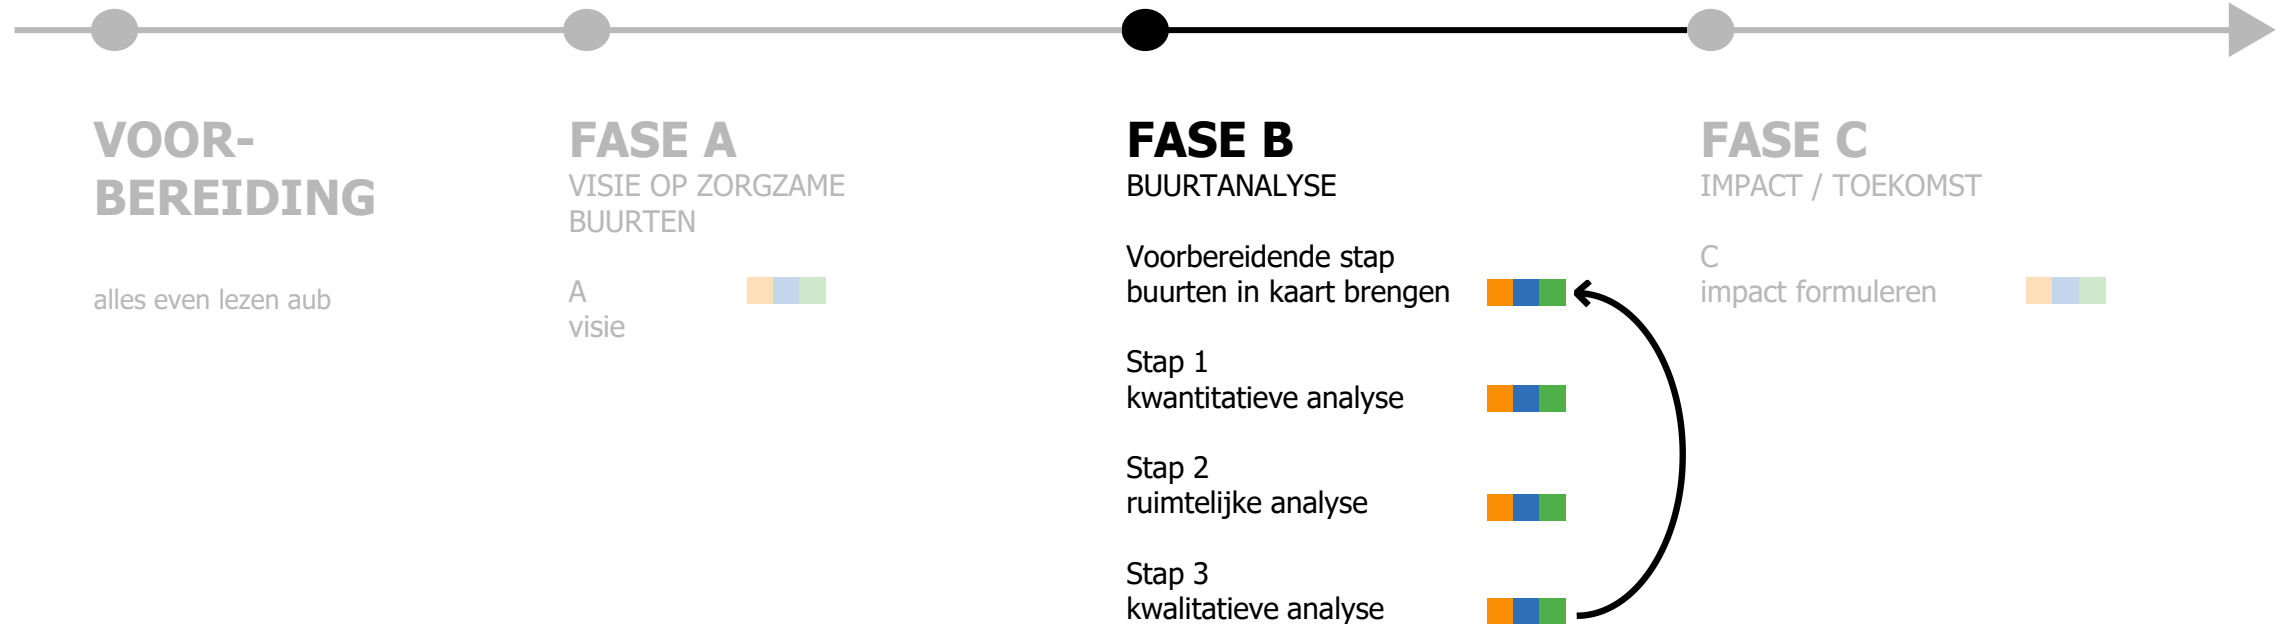 VOOR-
BEREIDING
alles even lezen aub
FASE A
VISIE OP ZORGZAME
BUURTEN
A
visie
FASE B
BUURTANALYSE
Voorbereidende stap
buurten in kaart brengen
Stap 1
kwantitatieve analyse
Stap 2
ruimtelijke analyse
Stap 3
kwalitatieve analyse
FASE C
IMPACT / TOEKOMST
C
impact formuleren